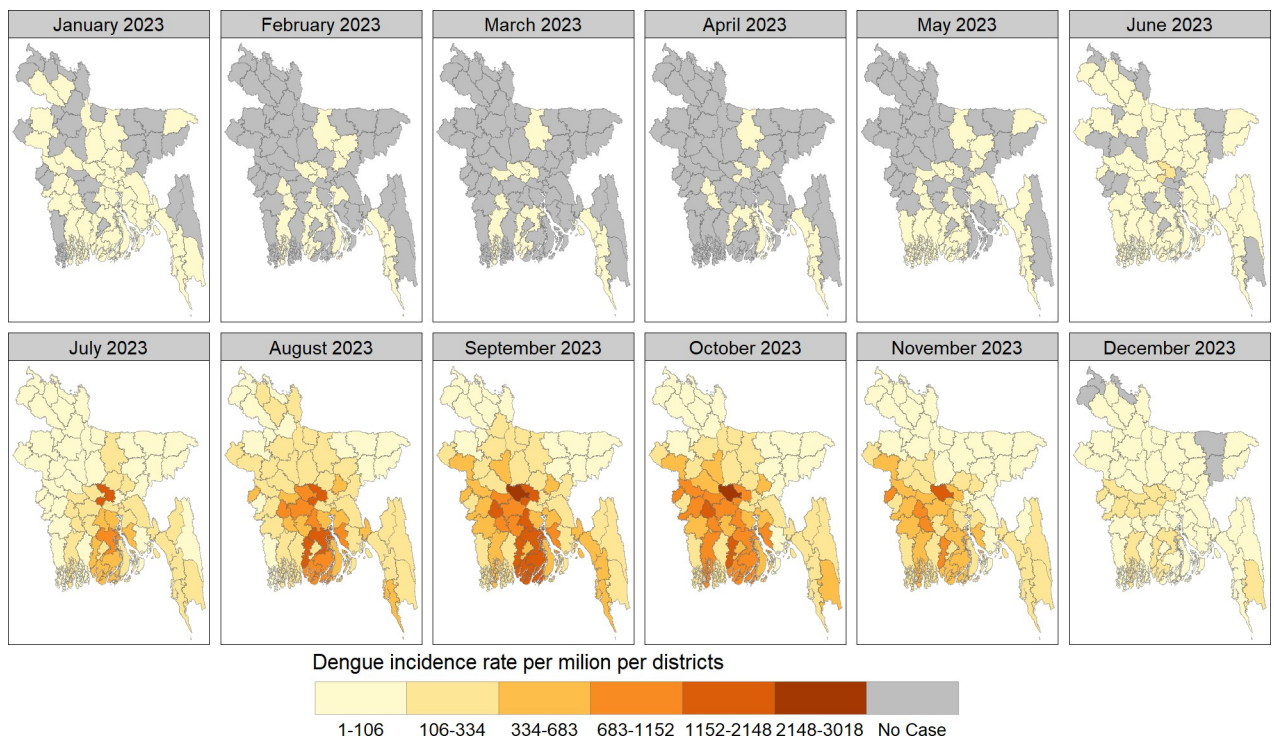 January 2023
February 2023
March 2023
April 2023
May 2023
June 2023
July 2023
August 2023
September 2023
October 2023
November 2023
December 2023
Dengue incidence rate per milion per districts
1-106 106-334 334-683 683-1152 1152-2148 2148-3018 No Case